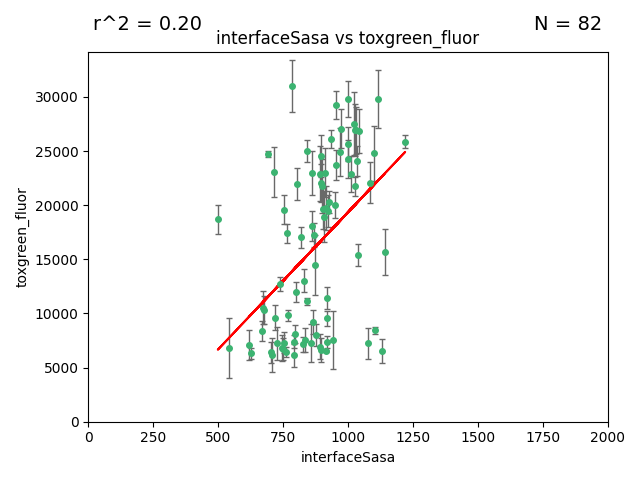 r^2 = 0.20
N = 82
interfaceSasa vs toxgreen_fluor
toxgreen_fluor
30000
25000
20000
15000
10000
5000
0
0 250 500 750 1000 1250 1500 1750 2000
interfaceSasa